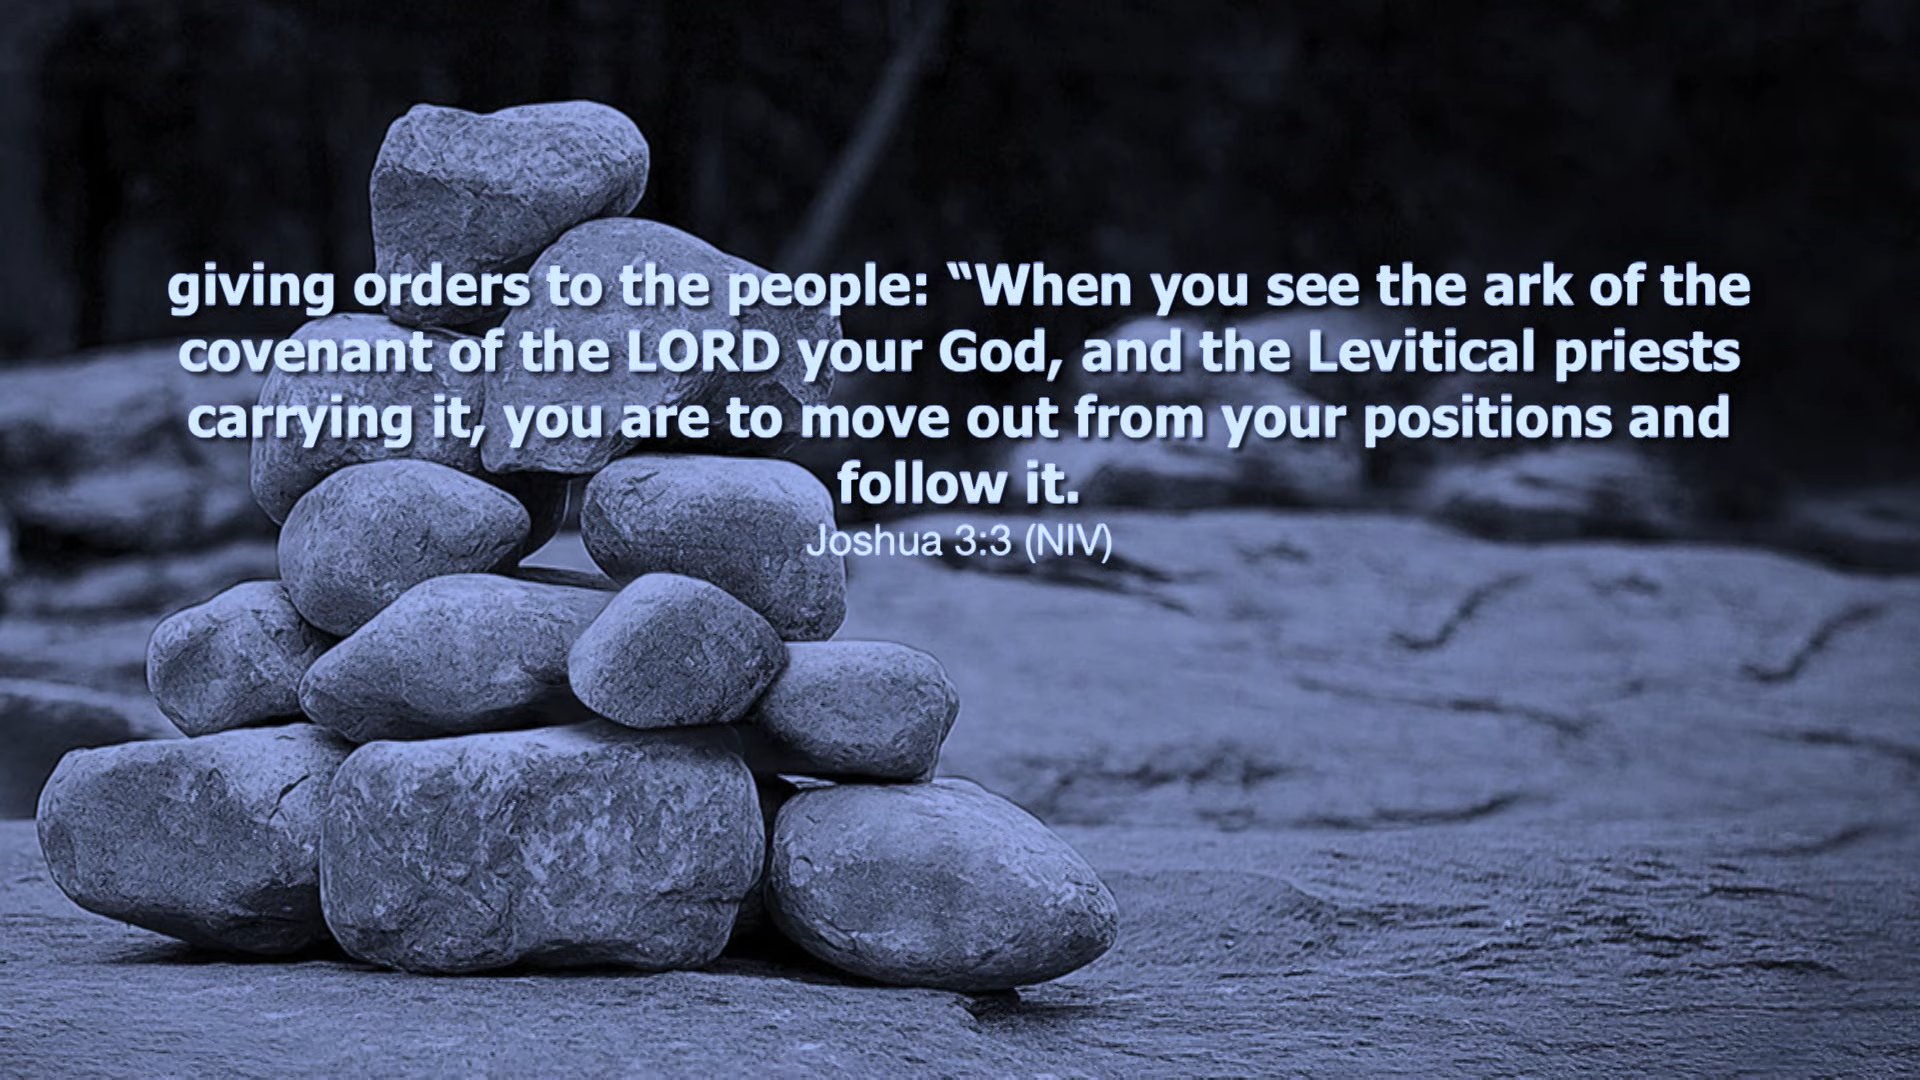 giving orders to the people: “When you see the ark of the
covenant of the LORD your God, and the Levitical priests
carrying it, you are to move out from your positions and
follow it.
Joshua 3:3 (NIV)